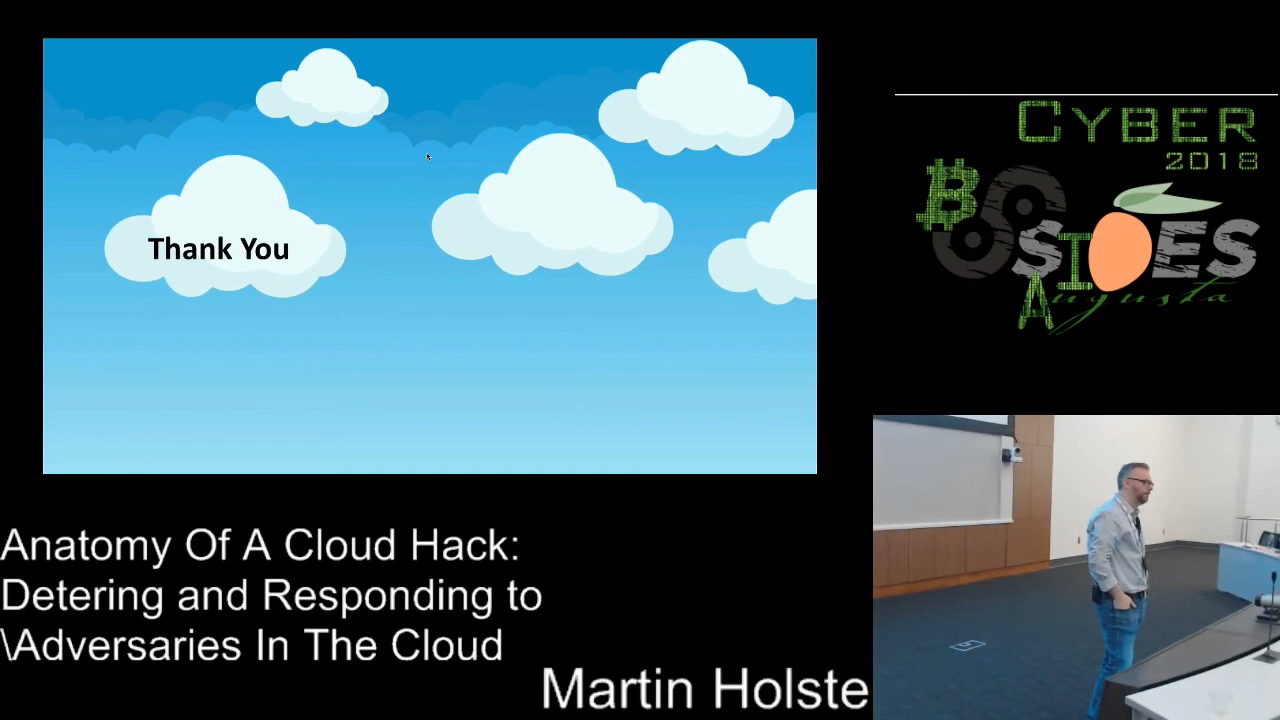 Thank You
CYBER
2018
BSIDES
Augusta
Anatomy Of A Cloud Hack:
Detering and Responding to
\Adversaries In The Cloud
Martin Holste